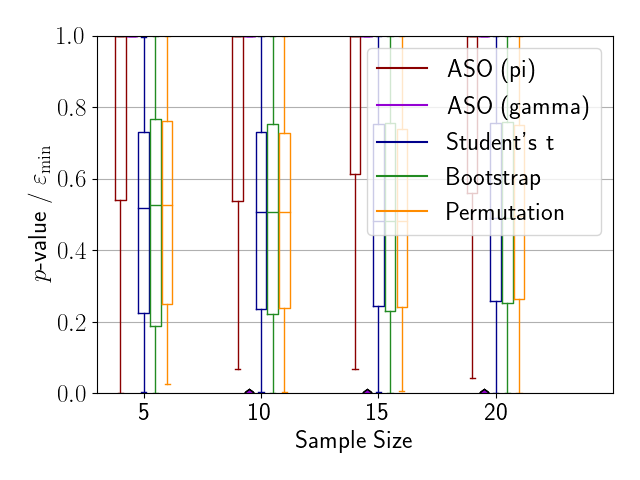 1.0
0.8
0.6
0.4
0.2
0.0
p-value / ε_min
ASO (pi)
ASO (gamma)
Student's t
Bootstrap
Permutation
5 10 15 20
Sample Size